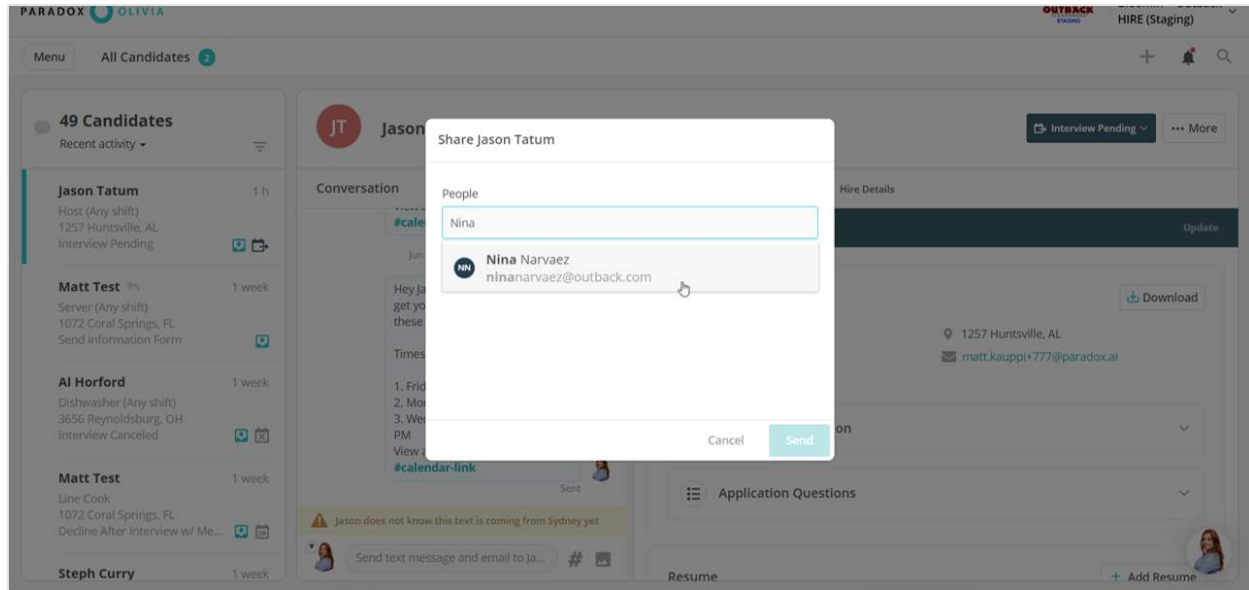 PARADOX OLIVIA
OUTBACK
STAGING
HIRE (Staging)
Menu
All Candidates 2
49 Candidates
Recent activity
Jason Tatum 1 h
Host (Any shift)
1257 Huntsville, AL
Interview Pending
Matt Test 1 week
Server (Any shift)
1072 Coral Springs, FL
Send Information Form
Al Horford 1 week
Dishwasher (Any shift)
3656 Reynoldsburg, OH
Interview Canceled
Matt Test 1 week
Line Cook
1072 Coral Springs, FL
Decline After Interview w/ Me...
Steph Curry 1 week
JT
Jason
Interview Pending
... More
Conversation
Hire Details
#cale
Update
Jun
Hey Ja
get yo
these
Times
1. Frid
2. Mo
3. We
PM
View a
#calendar-link
Sent
Jason does not know this text is coming from Sydney yet
Send text message and email to Ja...
#
Share Jason Tatum
People
Nina
NN
Nina Narvaez
ninanarvaez@outback.com
Cancel
Send
Download
1257 Huntsville, AL
matt.kauppi+777@paradox.ai
on
Application Questions
Resume
+ Add Resume